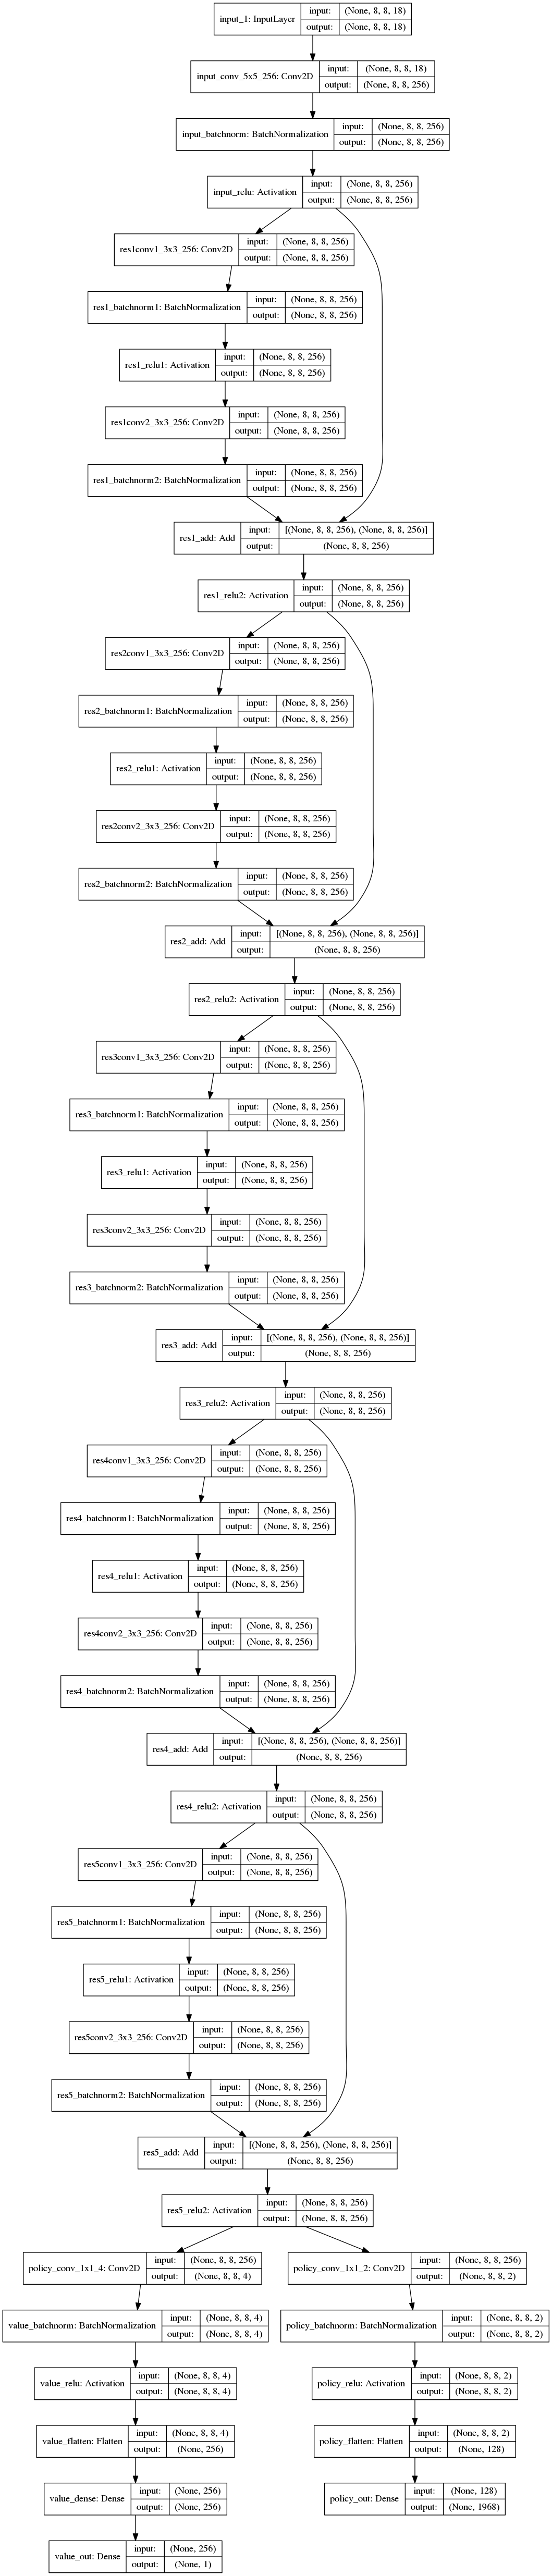 input_1: InputLayer
input: (None, 8, 8, 18)
output: (None, 8, 8, 18)
input_conv_5x5_256: Conv2D
input: (None, 8, 8, 18)
output: (None, 8, 8, 256)
input_batchnorm: BatchNormalization
input: (None, 8, 8, 256)
output: (None, 8, 8, 256)
input_relu: Activation
input: (None, 8, 8, 256)
output: (None, 8, 8, 256)
res1conv1_3x3_256: Conv2D
input: (None, 8, 8, 256)
output: (None, 8, 8, 256)
res1_batchnorm1: BatchNormalization
input: (None, 8, 8, 256)
output: (None, 8, 8, 256)
res1_relu1: Activation
input: (None, 8, 8, 256)
output: (None, 8, 8, 256)
res1conv2_3x3_256: Conv2D
input: (None, 8, 8, 256)
output: (None, 8, 8, 256)
res1_batchnorm2: BatchNormalization
input: (None, 8, 8, 256)
output: (None, 8, 8, 256)
res1_add: Add
input: [(None, 8, 8, 256), (None, 8, 8, 256)]
output: (None, 8, 8, 256)
res1_relu2: Activation
input: (None, 8, 8, 256)
output: (None, 8, 8, 256)
res2conv1_3x3_256: Conv2D
input: (None, 8, 8, 256)
output: (None, 8, 8, 256)
res2_batchnorm1: BatchNormalization
input: (None, 8, 8, 256)
output: (None, 8, 8, 256)
res2_relu1: Activation
input: (None, 8, 8, 256)
output: (None, 8, 8, 256)
res2conv2_3x3_256: Conv2D
input: (None, 8, 8, 256)
output: (None, 8, 8, 256)
res2_batchnorm2: BatchNormalization
input: (None, 8, 8, 256)
output: (None, 8, 8, 256)
res2_add: Add
input: [(None, 8, 8, 256), (None, 8, 8, 256)]
output: (None, 8, 8, 256)
res2_relu2: Activation
input: (None, 8, 8, 256)
output: (None, 8, 8, 256)
res3conv1_3x3_256: Conv2D
input: (None, 8, 8, 256)
output: (None, 8, 8, 256)
res3_batchnorm1: BatchNormalization
input: (None, 8, 8, 256)
output: (None, 8, 8, 256)
res3_relu1: Activation
input: (None, 8, 8, 256)
output: (None, 8, 8, 256)
res3conv2_3x3_256: Conv2D
input: (None, 8, 8, 256)
output: (None, 8, 8, 256)
res3_batchnorm2: BatchNormalization
input: (None, 8, 8, 256)
output: (None, 8, 8, 256)
res3_add: Add
input: [(None, 8, 8, 256), (None, 8, 8, 256)]
output: (None, 8, 8, 256)
res3_relu2: Activation
input: (None, 8, 8, 256)
output: (None, 8, 8, 256)
res4conv1_3x3_256: Conv2D
input: (None, 8, 8, 256)
output: (None, 8, 8, 256)
res4_batchnorm1: BatchNormalization
input: (None, 8, 8, 256)
output: (None, 8, 8, 256)
res4_relu1: Activation
input: (None, 8, 8, 256)
output: (None, 8, 8, 256)
res4conv2_3x3_256: Conv2D
input: (None, 8, 8, 256)
output: (None, 8, 8, 256)
res4_batchnorm2: BatchNormalization
input: (None, 8, 8, 256)
output: (None, 8, 8, 256)
res4_add: Add
input: [(None, 8, 8, 256), (None, 8, 8, 256)]
output: (None, 8, 8, 256)
res4_relu2: Activation
input: (None, 8, 8, 256)
output: (None, 8, 8, 256)
res5conv1_3x3_256: Conv2D
input: (None, 8, 8, 256)
output: (None, 8, 8, 256)
res5_batchnorm1: BatchNormalization
input: (None, 8, 8, 256)
output: (None, 8, 8, 256)
res5_relu1: Activation
input: (None, 8, 8, 256)
output: (None, 8, 8, 256)
res5conv2_3x3_256: Conv2D
input: (None, 8, 8, 256)
output: (None, 8, 8, 256)
res5_batchnorm2: BatchNormalization
input: (None, 8, 8, 256)
output: (None, 8, 8, 256)
res5_add: Add
input: [(None, 8, 8, 256), (None, 8, 8, 256)]
output: (None, 8, 8, 256)
res5_relu2: Activation
input: (None, 8, 8, 256)
output: (None, 8, 8, 256)
policy_conv_1x1_4: Conv2D
input: (None, 8, 8, 256)
output: (None, 8, 8, 4)
policy_conv_1x1_2: Conv2D
input: (None, 8, 8, 256)
output: (None, 8, 8, 2)
value_batchnorm: BatchNormalization
input: (None, 8, 8, 4)
output: (None, 8, 8, 4)
policy_batchnorm: BatchNormalization
input: (None, 8, 8, 2)
output: (None, 8, 8, 2)
value_relu: Activation
input: (None, 8, 8, 4)
output: (None, 8, 8, 4)
policy_relu: Activation
input: (None, 8, 8, 2)
output: (None, 8, 8, 2)
value_flatten: Flatten
input: (None, 8, 8, 4)
output: (None, 256)
policy_flatten: Flatten
input: (None, 8, 8, 2)
output: (None, 128)
value_dense: Dense
input: (None, 256)
output: (None, 256)
policy_out: Dense
input: (None, 128)
output: (None, 1968)
value_out: Dense
input: (None, 256)
output: (None, 1)